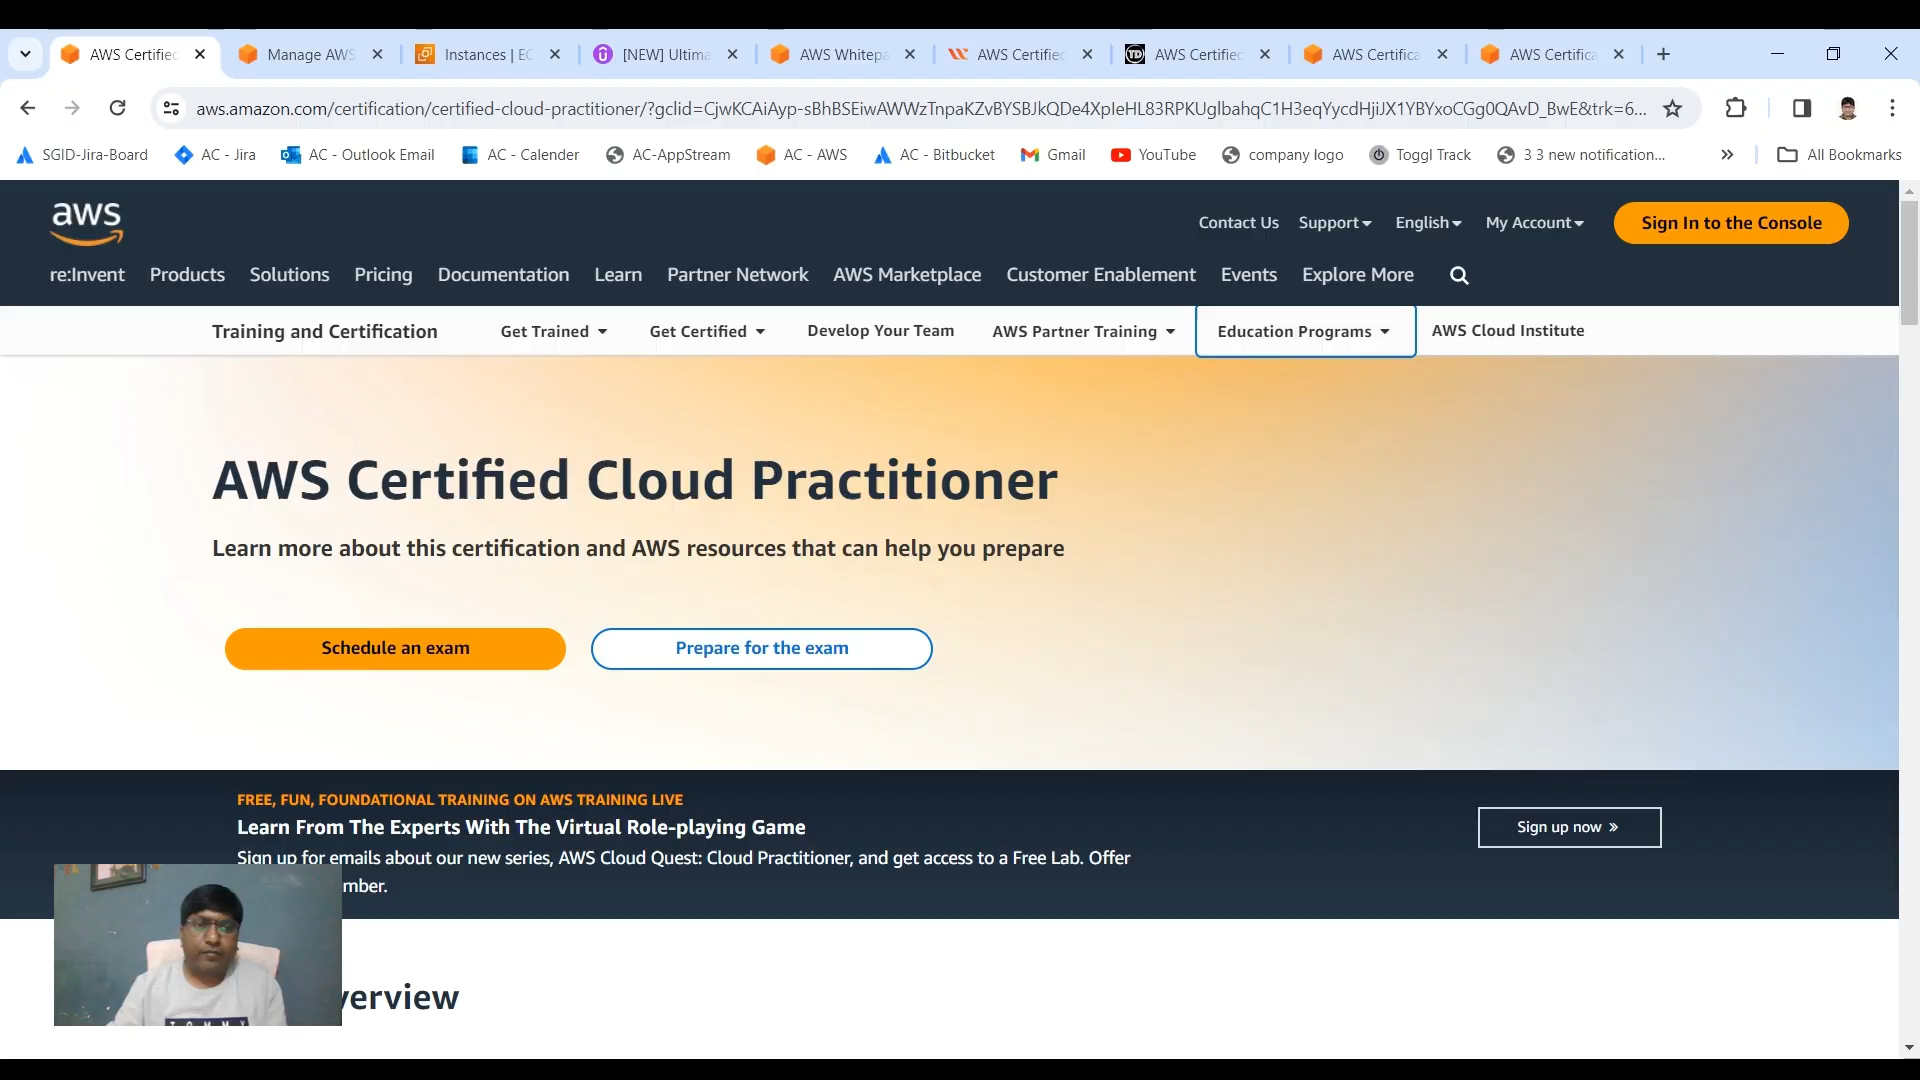 AWS Certified
Manage AWS
Instances | EC
[NEW] Ultima
AWS Whitepa
AWS Certified
AWS Certified
AWS Certifica
AWS Certifica
aws.amazon.com/certification/certified-cloud-practitioner/?gclid=CjwKCAiAyp-sBhBSEiwAWWzTnpaKZvBYSBJkQDe4XpIeHL83RPKUglbahqC1H3eqYycdHjiJX1YBYxoCGg0QAvD_BwE&trk=6...
SGID-Jira-Board
AC - Jira
AC - Outlook Email
AC - Calender
AC-AppStream
AC - AWS
AC - Bitbucket
Gmail
YouTube
company logo
Toggl Track
3 3 new notification...
All Bookmarks
aws
Contact Us
Support
English
My Account
Sign In to the Console
re:Invent
Products
Solutions
Pricing
Documentation
Learn
Partner Network
AWS Marketplace
Customer Enablement
Events
Explore More
Training and Certification
Get Trained
Get Certified
Develop Your Team
AWS Partner Training
Education Programs
AWS Cloud Institute
AWS Certified Cloud Practitioner
Learn more about this certification and AWS resources that can help you prepare
Schedule an exam
Prepare for the exam
FREE, FUN, FOUNDATIONAL TRAINING ON AWS TRAINING LIVE
Learn From The Experts With The Virtual Role-playing Game
Sign up for emails about our new series, AWS Cloud Quest: Cloud Practitioner, and get access to a Free Lab. Offer
mber.
Sign up now »
verview
TOMMY